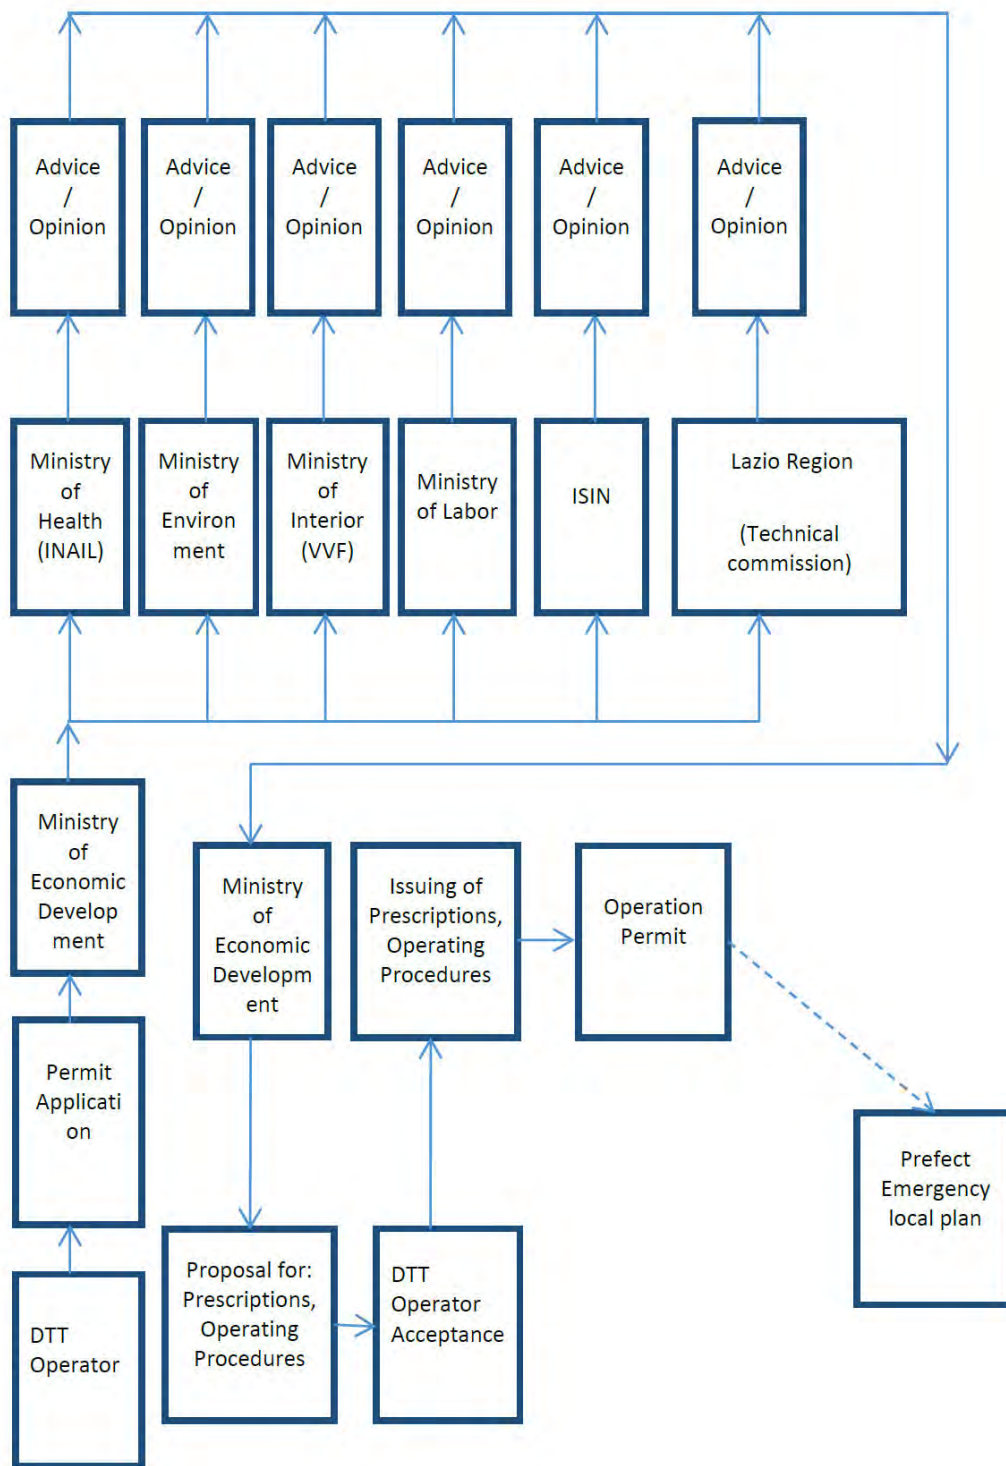 Advice
/
Opinion
Advice
/
Opinion
Advice
/
Opinion
Advice
/
Opinion
Advice
/
Opinion
Advice
/
Opinion
Ministry
of
Health
(INAIL)
Ministry
of
Environ
ment
Ministry
of
Interior
(VVF)
Ministry
of Labor
ISIN
Lazio Region
(Technical
commission)
Ministry
of
Economic
Develop
ment
Ministry
of
Economic
Developm
ent
Issuing of
Prescriptions,
Operating
Procedures
Operation
Permit
Permit
Applicati
on
Prefect
Emergency
local plan
DTT
Operator
Proposal for:
Prescriptions,
Operating
Procedures
DTT
Operator
Acceptance